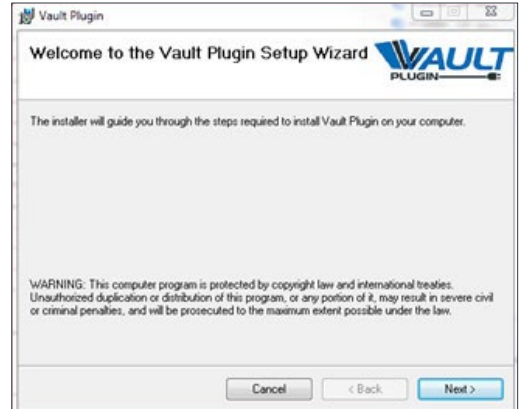 Vault Plugin
Welcome to the Vault Plugin Setup Wizard
VAULT
PLUGIN
The installer will guide you through the steps required to install Vault Plugin on your computer.
WARNING: This computer program is protected by copyright law and international treaties.
Unauthorized duplication or distribution of this program, or any portion of it, may result in severe civil
or criminal penalties, and will be prosecuted to the maximum extent possible under the law.
Cancel
< Back
Next >